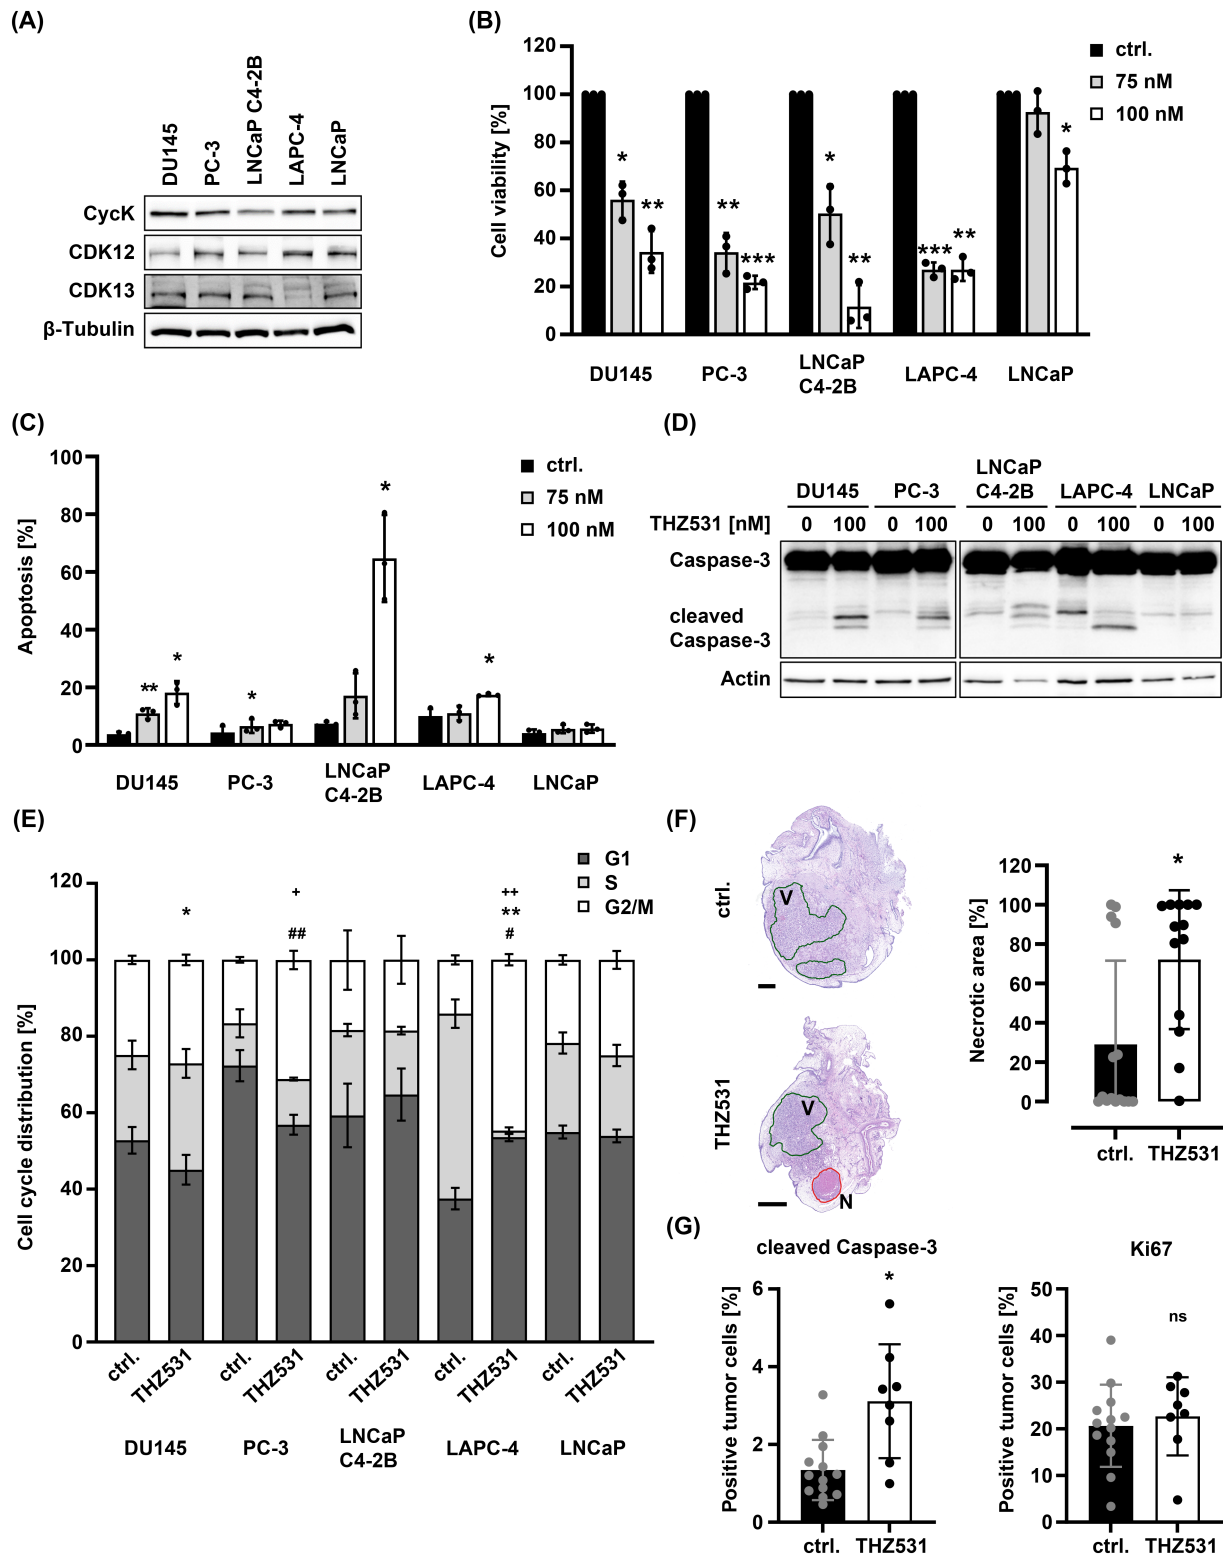 (A)
DU145
PC-3
LNCaP C4-2B
LAPC-4
LNCaP
CycK
CDK12
CDK13
β-Tubulin
(B)
Cell viability [%]
120
100
80
60
40
20
0
ctrl.
75 nM
100 nM
*
**
**
***
*
**
***
**
*
DU145
PC-3
LNCaP
C4-2B
LAPC-4
LNCaP
(C)
Apoptosis [%]
100
80
60
40
20
0
ctrl.
75 nM
100 nM
**
*
*
*
*
DU145
PC-3
LNCaP
C4-2B
LAPC-4
LNCaP
(D)
DU145
PC-3
LNCaP
C4-2B
LAPC-4
LNCaP
THZ531 [nM] 0 100 0 100 0 100 0 100 0 100
Caspase-3
cleaved
Caspase-3
Actin
(E)
Cell cycle distribution [%]
120
100
80
60
40
20
0
G1
S
G2/M
*
+
##
++
**
#
ctrl.
THZ531
ctrl.
THZ531
ctrl.
THZ531
ctrl.
THZ531
ctrl.
THZ531
DU145
PC-3
LNCaP
C4-2B
LAPC-4
LNCaP
(F)
ctrl.
V
THZ531
V
N
Necrotic area [%]
120
100
80
60
40
20
0
*
ctrl.
THZ531
(G)
cleaved Caspase-3
Positive tumor cells [%]
6
4
2
0
*
ctrl.
THZ531
Ki67
Positive tumor cells [%]
50
40
30
20
10
0
ns
ctrl.
THZ531